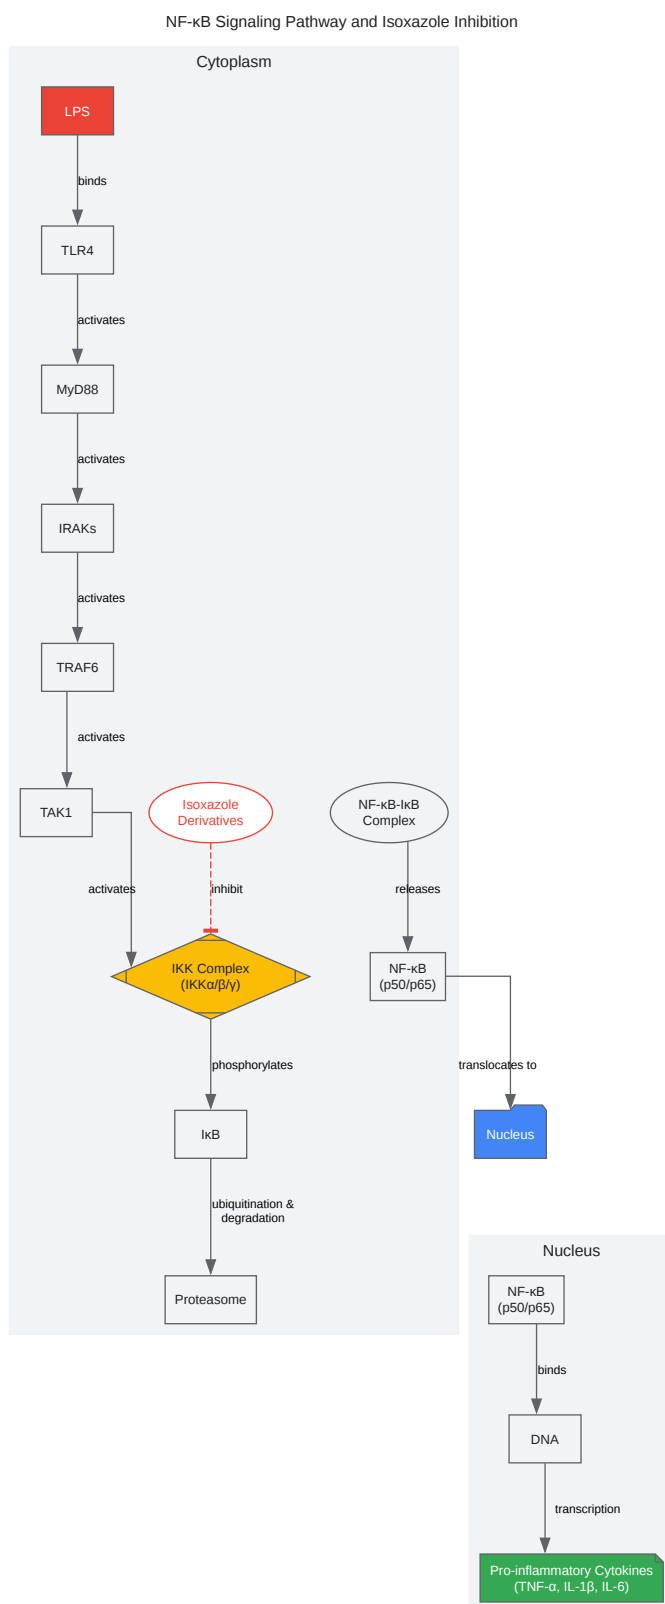 NF-κB Signaling Pathway and Isoxazole Inhibition
Cytoplasm
LPS
binds
TLR4
activates
MyD88
activates
IRAKs
activates
TRAF6
activates
TAK1
Isoxazole
Derivatives
NF-κB-IκB
Complex
activates
inhibit
releases
IKK Complex
(IKKα/β/γ)
NF-κB
(p50/p65)
phosphorylates
translocates to
IκB
Nucleus
ubiquitination &
degradation
Proteasome
Nucleus
NF-κB
(p50/p65)
binds
DNA
transcription
Pro-inflammatory Cytokines
(TNF-α, IL-1β, IL-6)